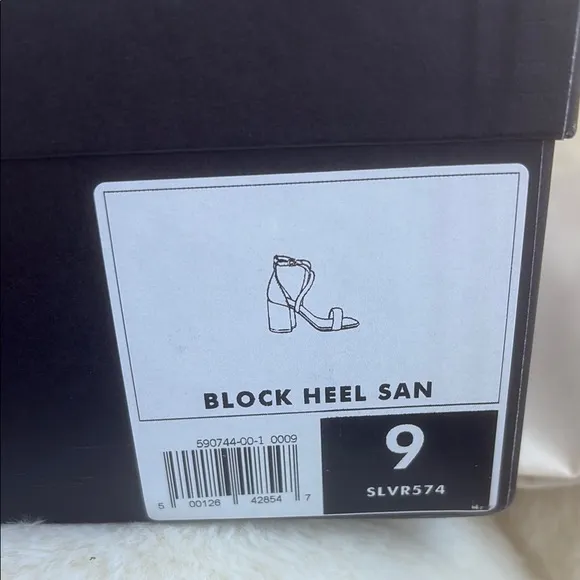 BLOCK HEEL SAN
590744-00-1 0009
5 00126 42854 7
9
SLVR574